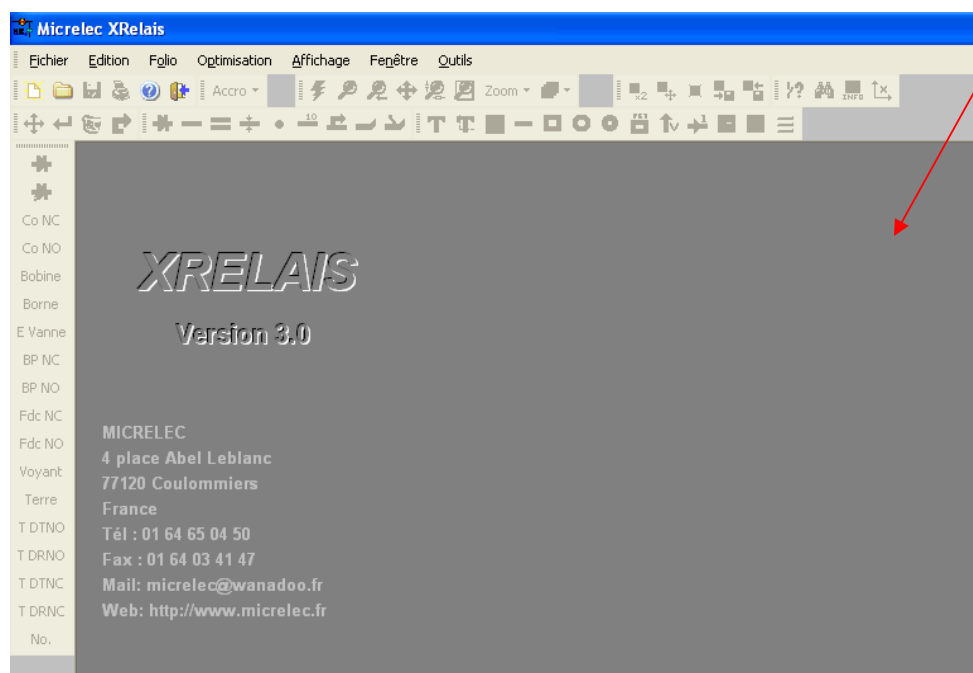 Micrelec XRelais
Fichier Edition Folio Optimisation Affichage Fenêtre Outils
Accro Zoom x2 !? INFO
10
Co NC
Co NO
Bobine
Borne
E Vanne
BP NC
BP NO
Fdc NC
Fdc NO
Voyant
Terre
T DTNO
T DRNO
T DTNC
T DRNC
No.
XRELAIS
Version 3.0
MICRELEC
4 place Abel Leblanc
77120 Coulommiers
France
Tél : 01 64 65 04 50
Fax : 01 64 03 41 47
Mail: micrelec@wanadoo.fr
Web: http://www.micrelec.fr